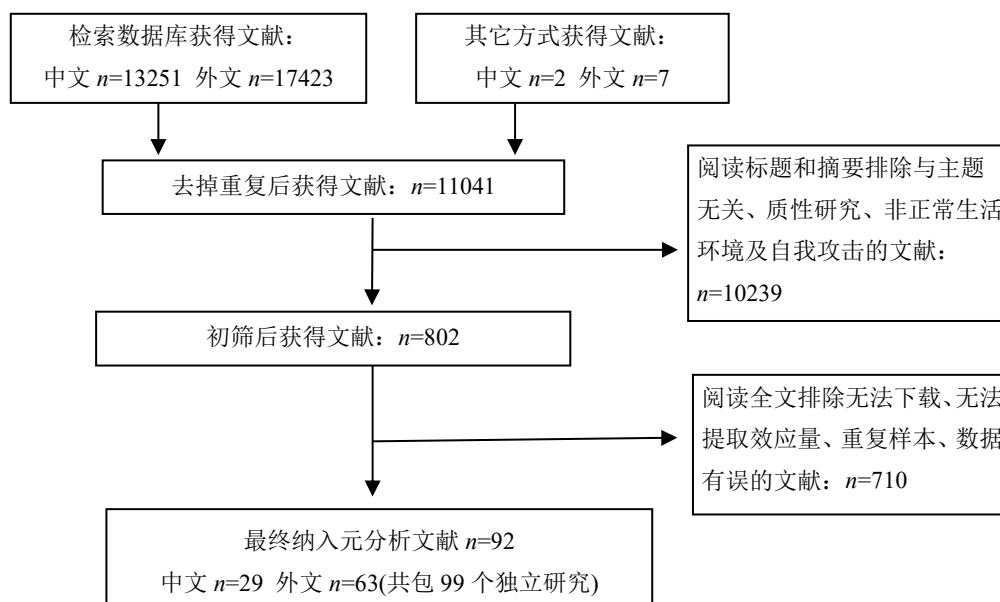 检索数据库获得文献：
中文 n=13251 外文 n=17423
其它方式获得文献：
中文 n=2 外文 n=7
去掉重复后获得文献：n=11041
阅读标题和摘要排除与主题
无关、质性研究、非正常生活
环境及自我攻击的文献：
n=10239
初筛后获得文献：n=802
阅读全文排除无法下载、无法
提取效应量、重复样本、数据
有误的文献：n=710
最终纳入元分析文献 n=92
中文 n=29 外文 n=63(共包 99 个独立研究)